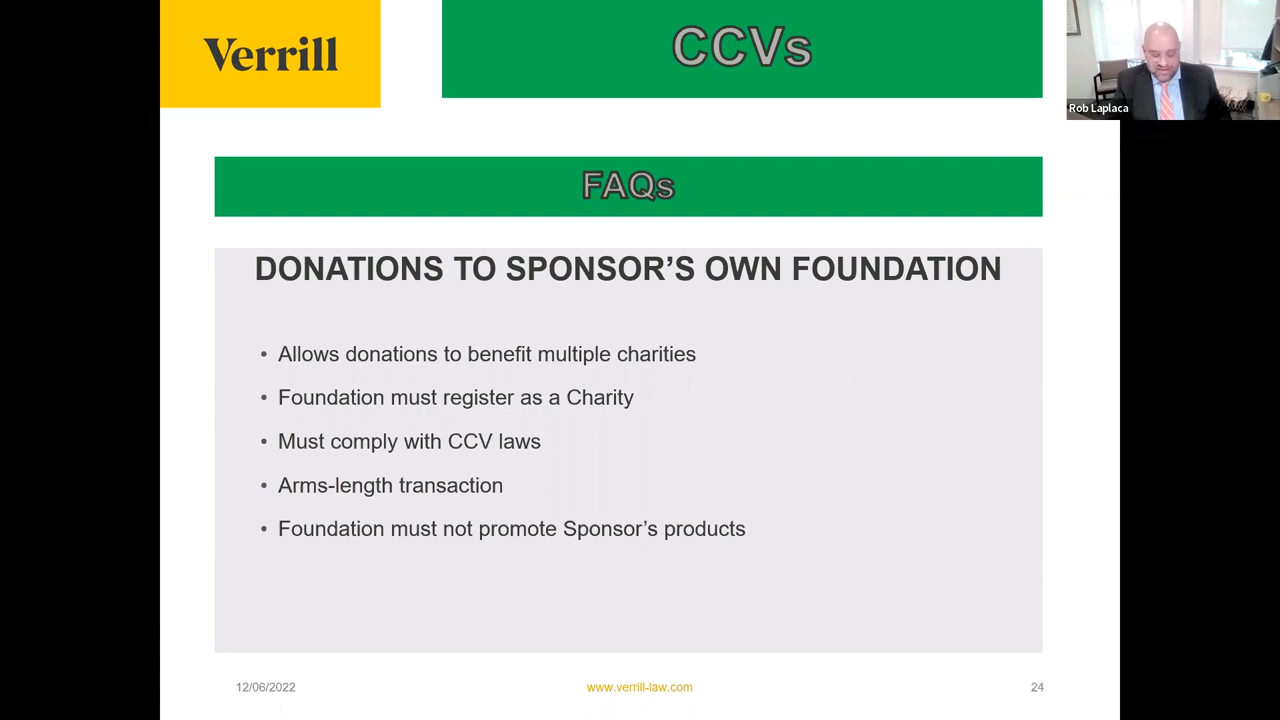 Verrill
CCVs
Rob Laplaca
FAQs
DONATIONS TO SPONSOR’S OWN FOUNDATION
• Allows donations to benefit multiple charities
• Foundation must register as a Charity
• Must comply with CCV laws
• Arms-length transaction
• Foundation must not promote Sponsor’s products
12/06/2022
www.verrill-law.com
24